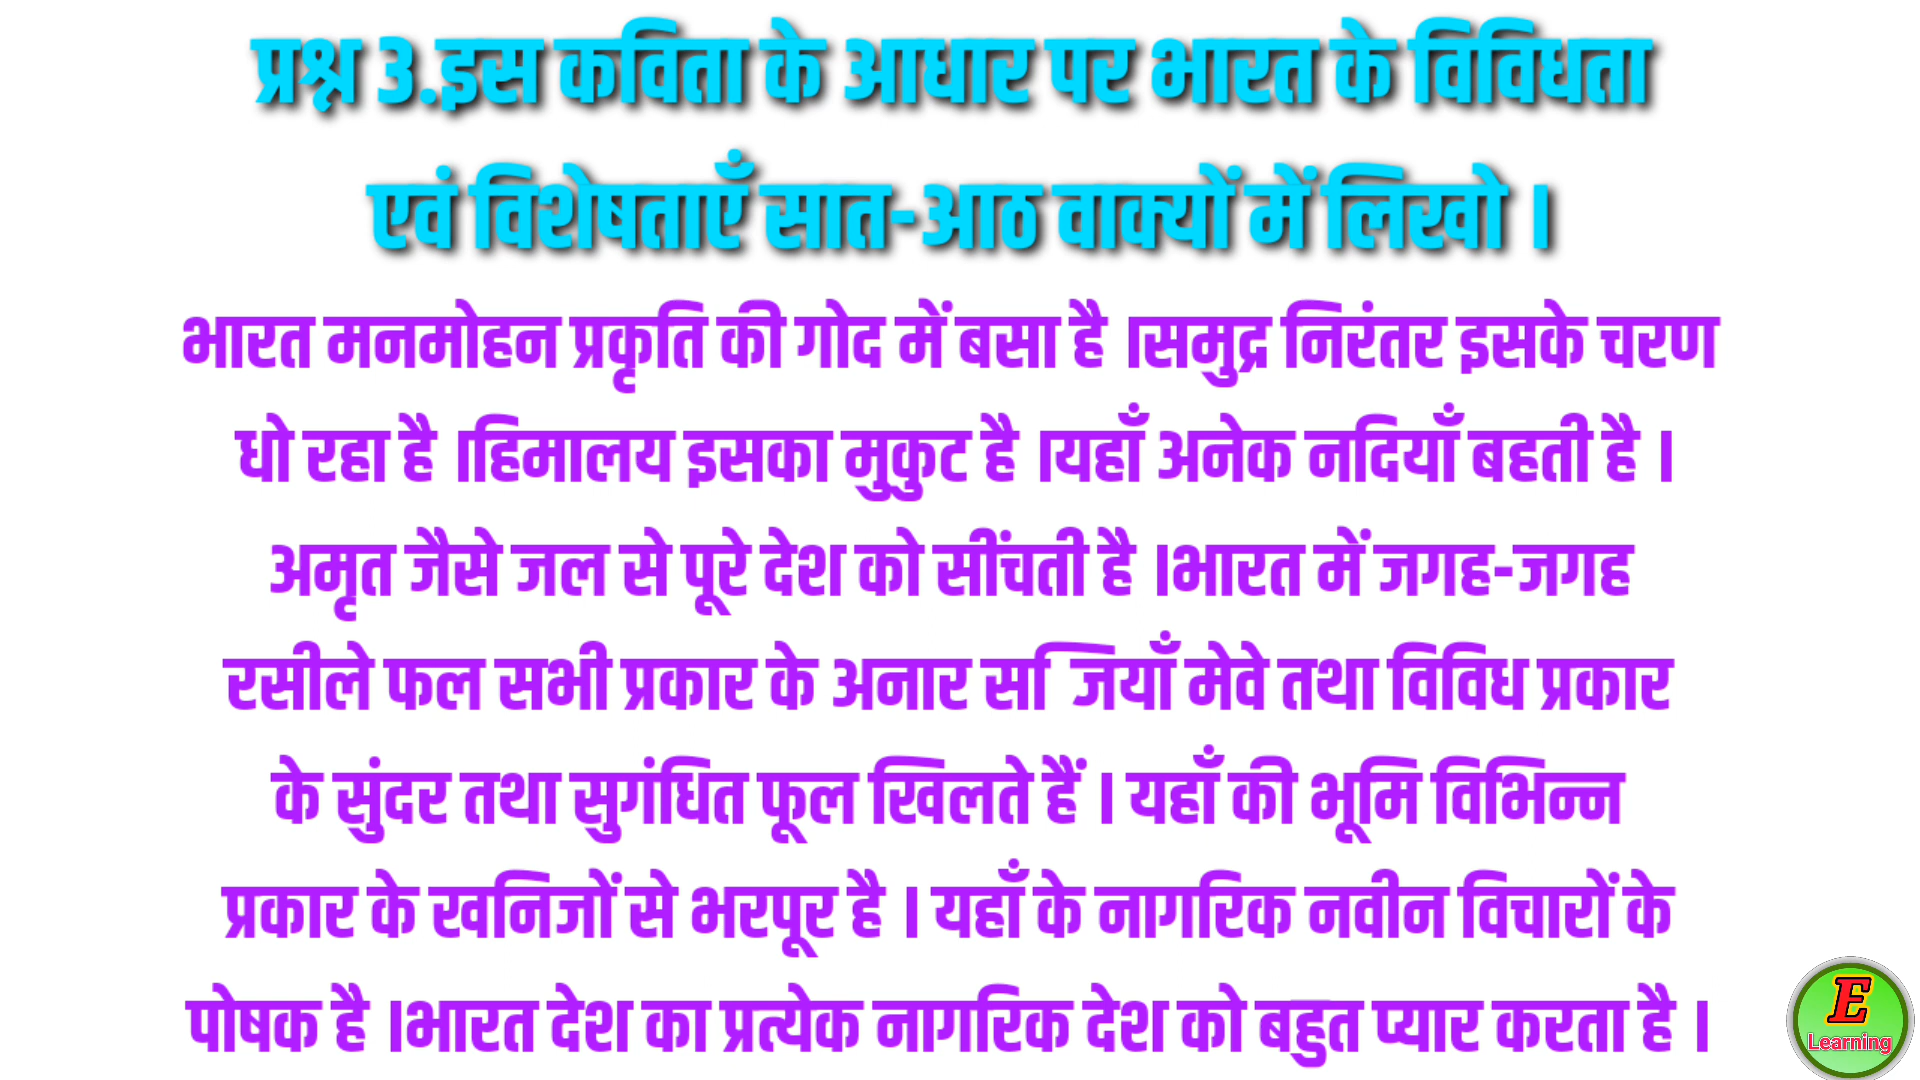 प्रश्न 3.इस कविता के आधार पर भारत के विविधता
एवं विशेषताएँ सात-आठ वाक्यों में लिखो ।
भारत मनमोहन प्रकृति की गोद में बसा है ।समुद्र निरंतर इसके चरण
धो रहा है ।हिमालय इसका मुकुट है ।यहाँ अनेक नदियाँ बहती है ।
अमृत जैसे जल से पूरे देश को सींचती है ।भारत में जगह-जगह
रसीले फल सभी प्रकार के अनार सब्जियाँ मेवे तथा विविध प्रकार
के सुंदर तथा सुगंधित फूल खिलते हैं । यहाँ की भूमि विभिन्न
प्रकार के खनिजों से भरपूर है । यहाँ के नागरिक नवीन विचारों के
पोषक है ।भारत देश का प्रत्येक नागरिक देश को बहुत प्यार करता है ।
E
Learning